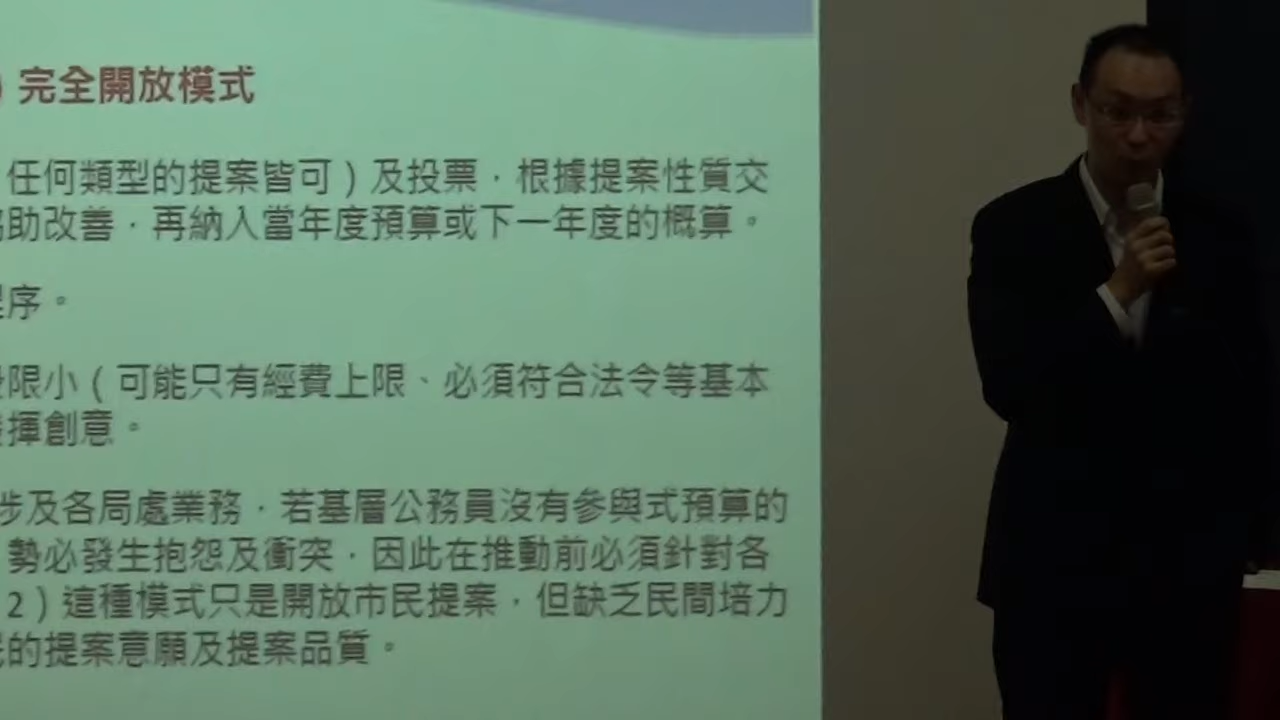 ) 完全開放模式
任何類型的提案皆可)及投票,根據提案性質交
助改善,再納入當年度預算或下一年度的概算。
序。
限小(可能只有經費上限、必須符合法令等基本
揮創意。
涉及各局處業務,若基層公務員沒有參與式預算的
,勢必發生抱怨及衝突,因此在推動前必須針對各
2)這種模式只是開放市民提案,但缺乏民間培力
的提案意願及提案品質。